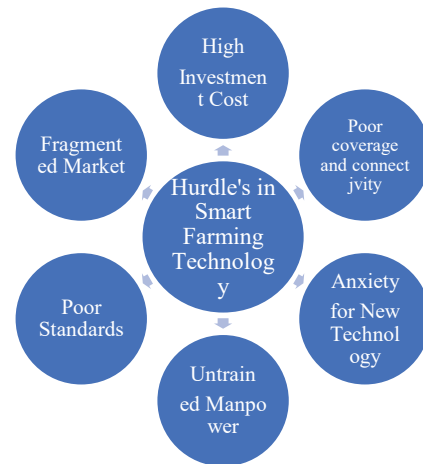 High
Investmen
t Cost
Fragment
ed Market
Poor
coverage
and connect
jvity
Hurdle's in
Smart
Farming
Technolog
y
Poor
Standards
Anxiety
for New
Technol
ogy
Untrain
ed Manpo
wer